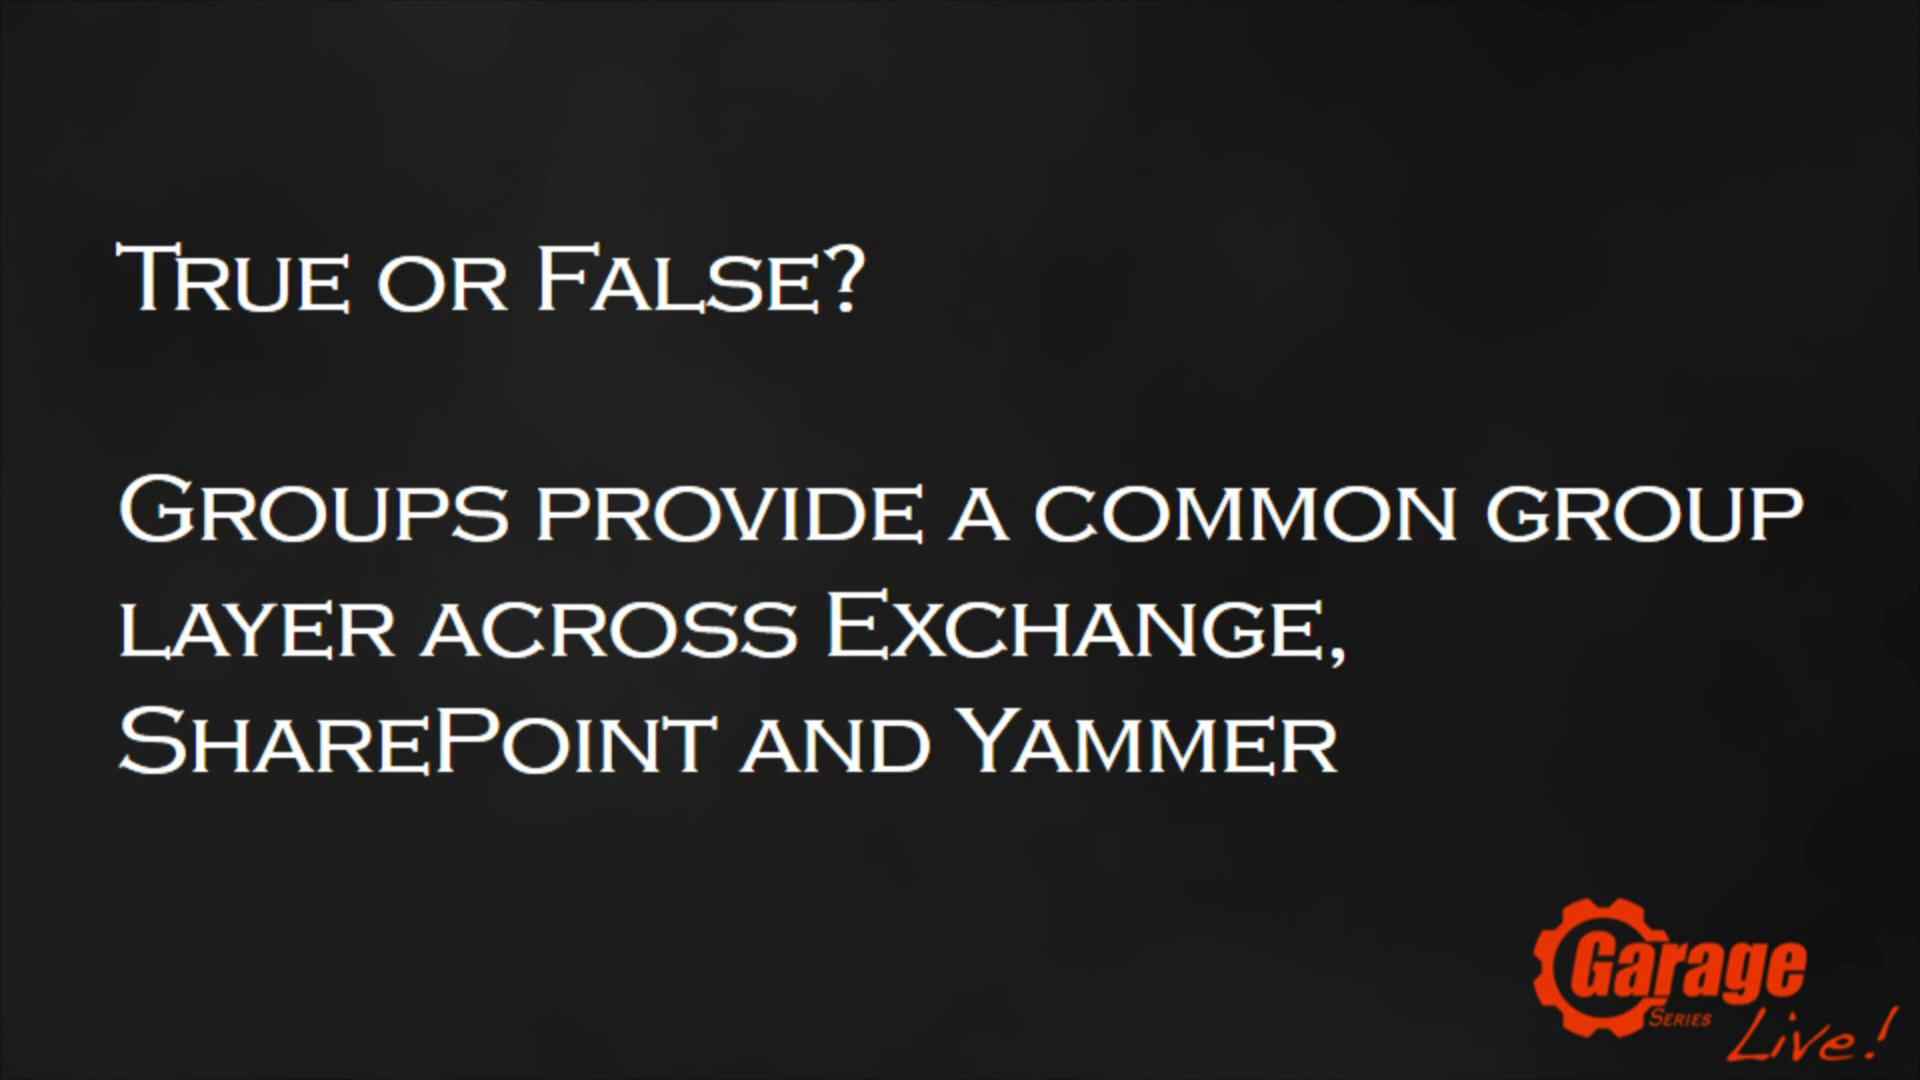 True or False?
Groups provide a common group
layer across Exchange,
SharePoint and Yammer
Garage
Series
Live!